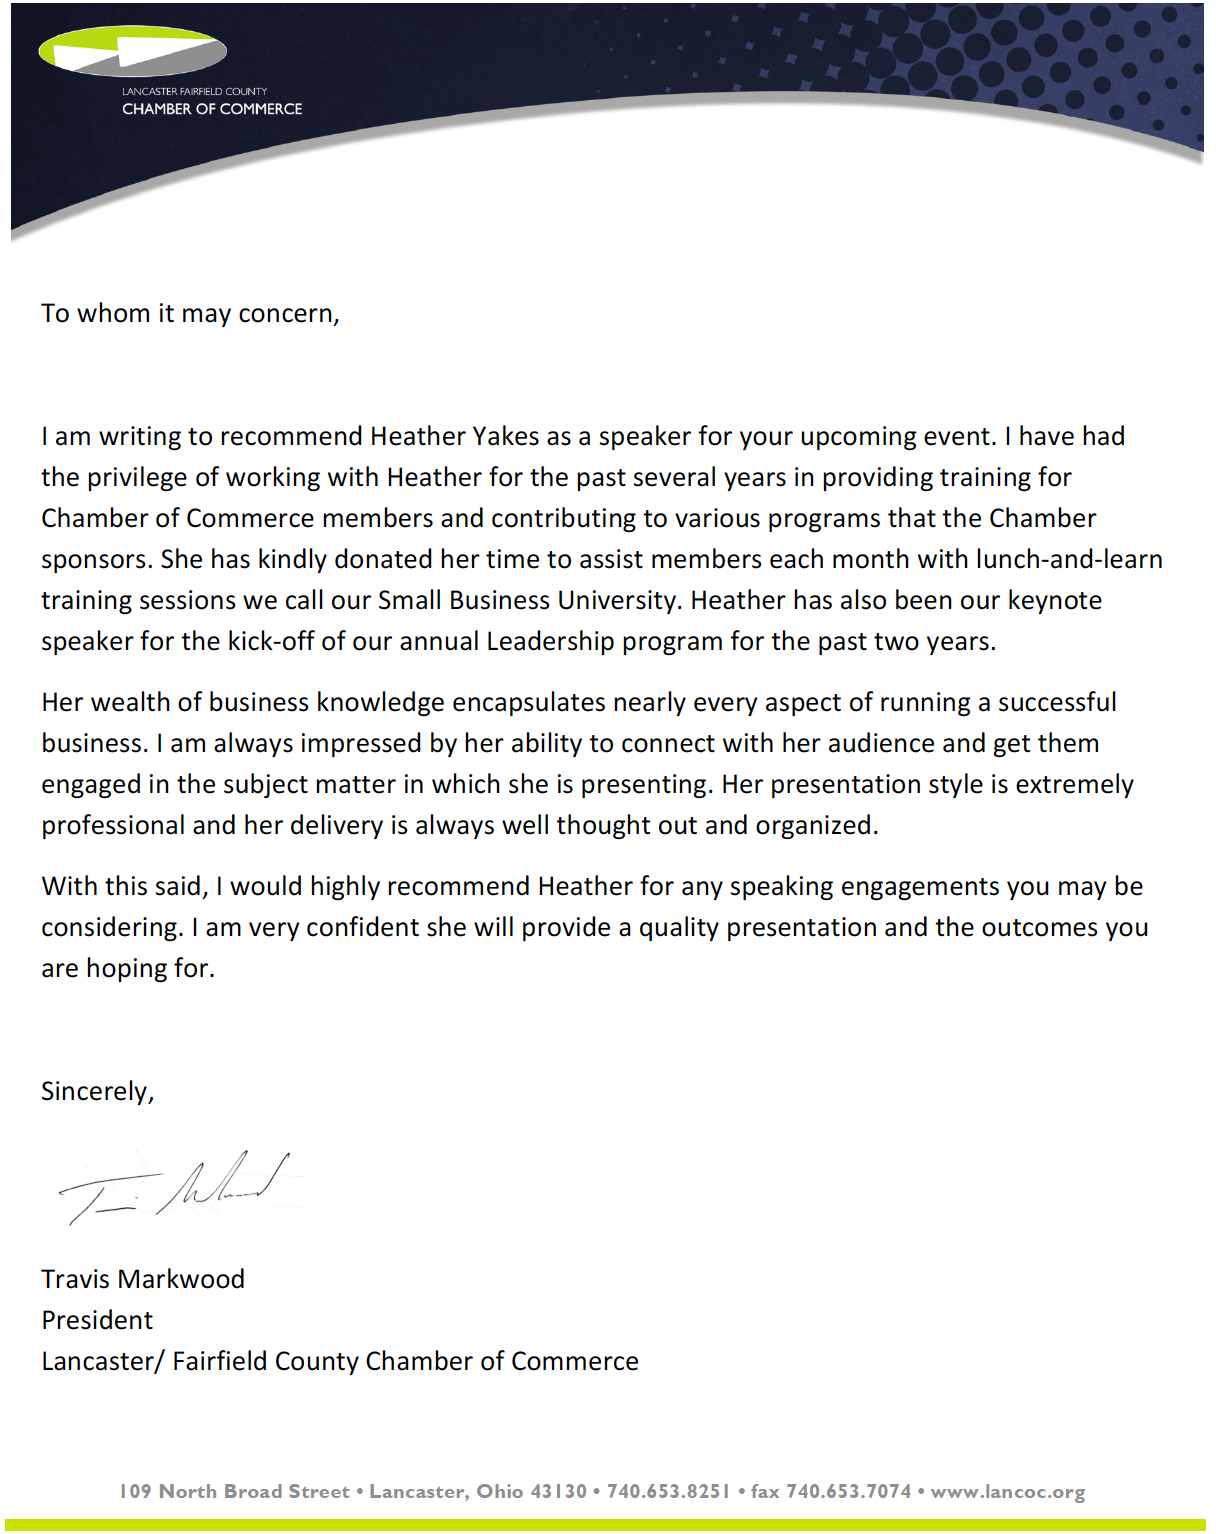 LANCASTER FAIRFIELD COUNTY
CHAMBER OF COMMERCE
To whom it may concern,
I am writing to recommend Heather Yakes as a speaker for your upcoming event. I have had
the privilege of working with Heather for the past several years in providing training for
Chamber of Commerce members and contributing to various programs that the Chamber
sponsors. She has kindly donated her time to assist members each month with lunch-and-learn
training sessions we call our Small Business University. Heather has also been our keynote
speaker for the kick-off of our annual Leadership program for the past two years.
Her wealth of business knowledge encapsulates nearly every aspect of running a successful
business. I am always impressed by her ability to connect with her audience and get them
engaged in the subject matter in which she is presenting. Her presentation style is extremely
professional and her delivery is always well thought out and organized.
With this said, I would highly recommend Heather for any speaking engagements you may be
considering. I am very confident she will provide a quality presentation and the outcomes you
are hoping for.
Sincerely,
Travis Markwood
President
Lancaster/ Fairfield County Chamber of Commerce
109 North Broad Street • Lancaster, Ohio 43130 • 740.653.8251 • fax 740.653.7074 • www.lancoc.org